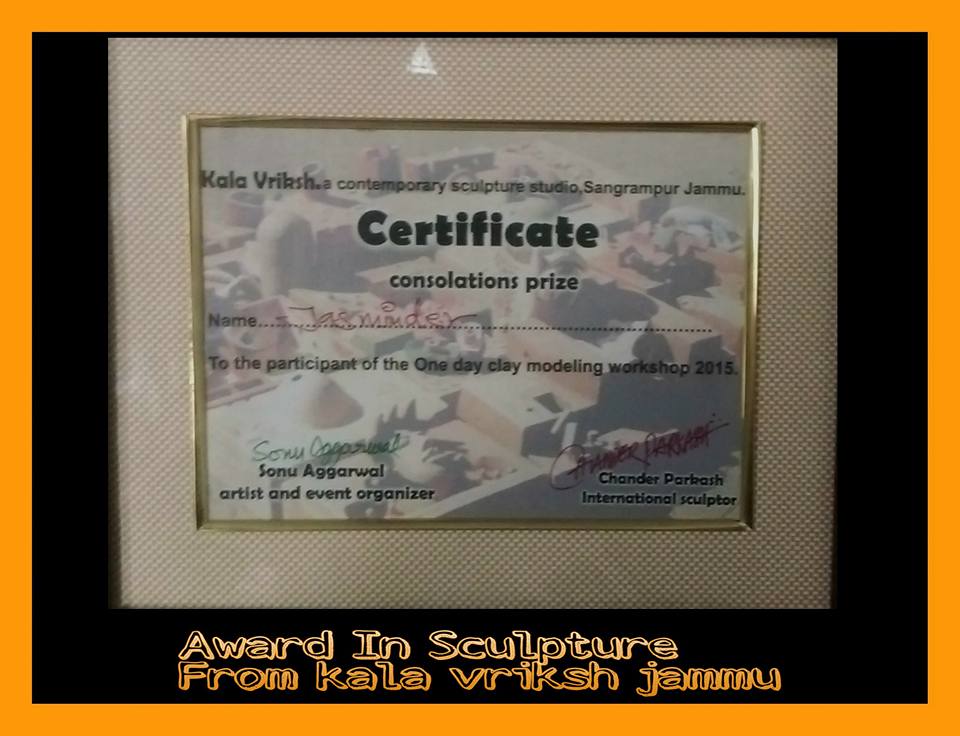 Kala Vriksh.a contemporary sculpture studio,Sangrampur Jammu.
Certificate
consolations prize
Name....Jasminder................................................
To the participant of the One day clay modeling workshop 2015.
Sonu Aggarwal
Sonu Aggarwal
artist and event organizer
CHANDER PARKASH
Chander Parkash
International sculptor
Award In Sculpture
From kala vriksh jammu